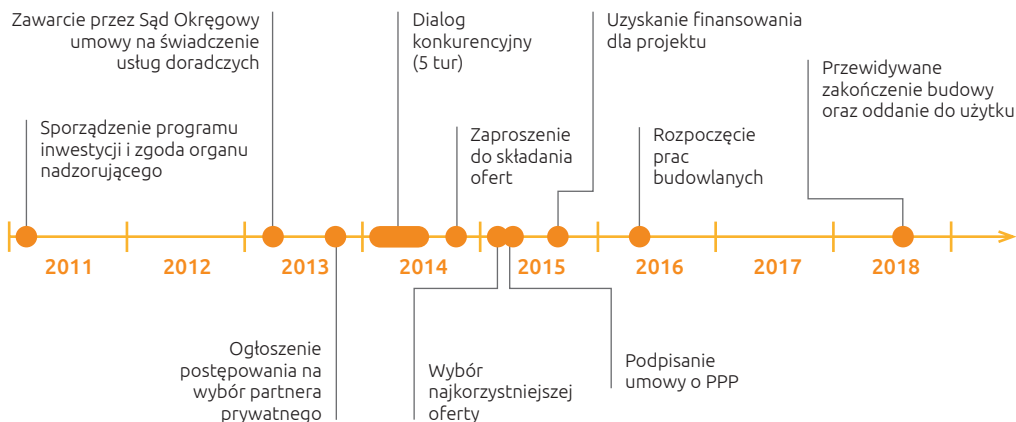 Zawarcie przez Sąd Okręgowy
umowy na świadczenie
usług doradczych
Dialog
konkurencyjny
(5 tur)
Uzyskanie finansowania
dla projektu
Przewidywane
zakończenie budowy
oraz oddanie do użytku
Sporządzenie programu
inwestycji i zgoda organu
nadzorującego
Zaproszenie
do składania
ofert
Rozpoczęcie
prac
budowlanych
2011
2012
2013
2014
2015
2016
2017
2018
Ogłoszenie
postępowania na
wybór partnera
prywatnego
Wybór
najkorzystniejszej
oferty
Podpisanie
umowy o PPP